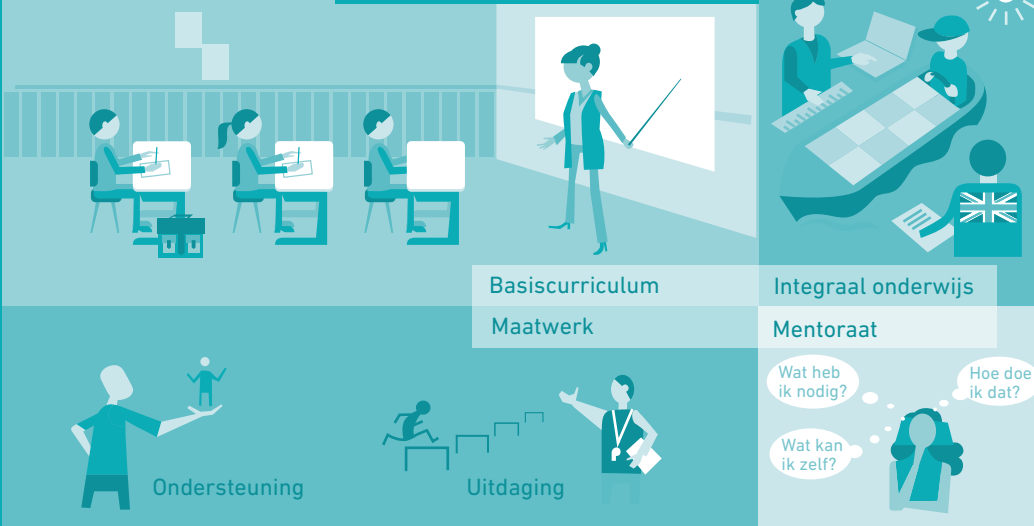 Basiscurriculum
Integraal onderwijs
Maatwerk
Mentoraat
Wat heb
ik nodig?
Hoe doe
ik dat?
Wat kan
ik zelf?
Ondersteuning
Uitdaging